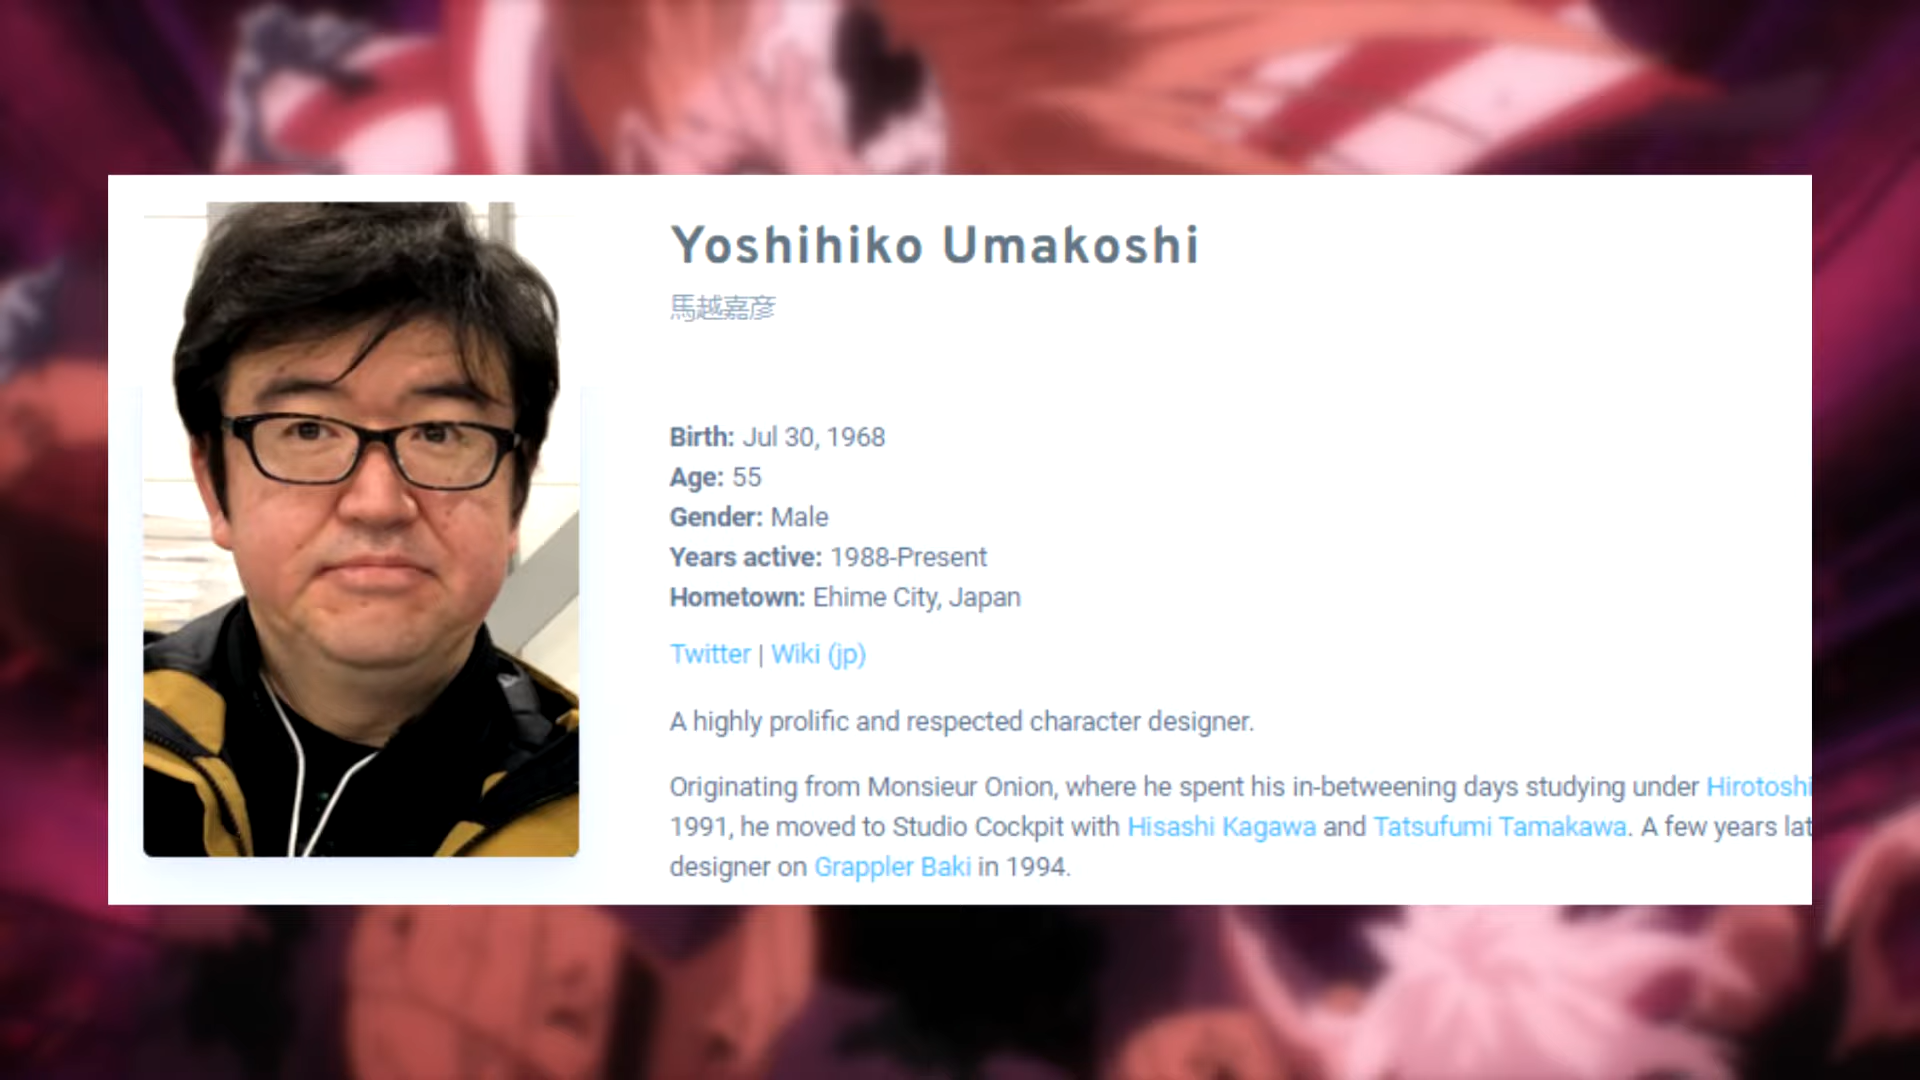 Yoshihiko Umakoshi
馬越嘉彦
Birth: Jul 30, 1968
Age: 55
Gender: Male
Years active: 1988-Present
Hometown: Ehime City, Japan
Twitter | Wiki (jp)
A highly prolific and respected character designer.
Originating from Monsieur Onion, where he spent his in-betweening days studying under Hirotoshi
1991, he moved to Studio Cockpit with Hisashi Kagawa and Tatsufumi Tamakawa. A few years lat
designer on Grappler Baki in 1994.